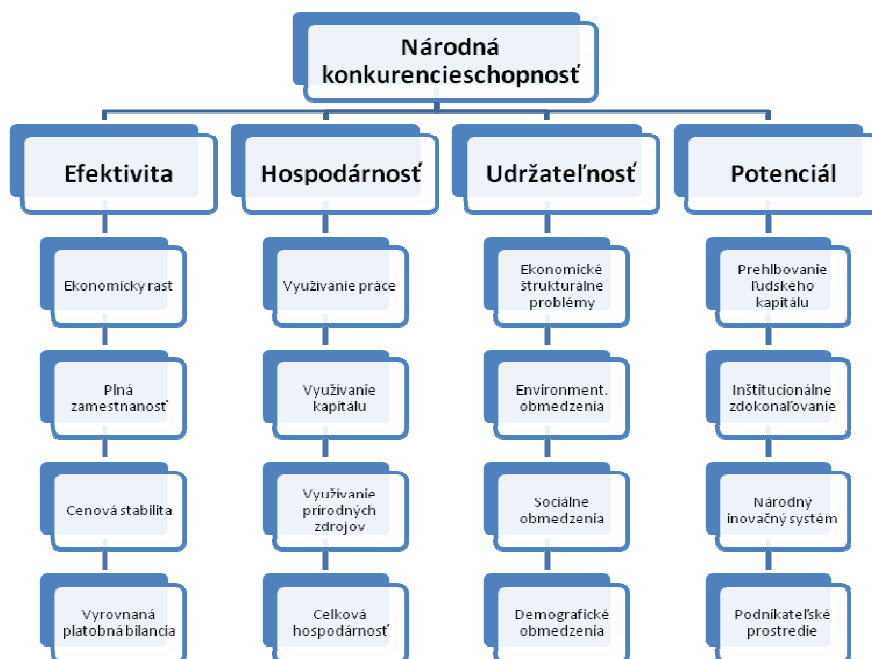 Národná
konkurencieschopnosť
Efektivita
Hospodárnosť
Udržateľnosť
Potenciál
Ekonomický rast
Využívanie práce
Ekonomické
štrukturálne
problémy
Prehlbovanie
ľudského
kapitálu
Plná
zamestnanosť
Využívanie
kapitálu
Environment.
obmedzenia
Inštitucionálne
zdokonaľovanie
Cenová stabilita
Využívanie
prírodných
zdrojov
Sociálne
obmedzenia
Národný
inovačný systém
Vyrovnaná
platobná bilancia
Celková
hospodárnosť
Demografické
obmedzenia
Podnikateľské
prostredie